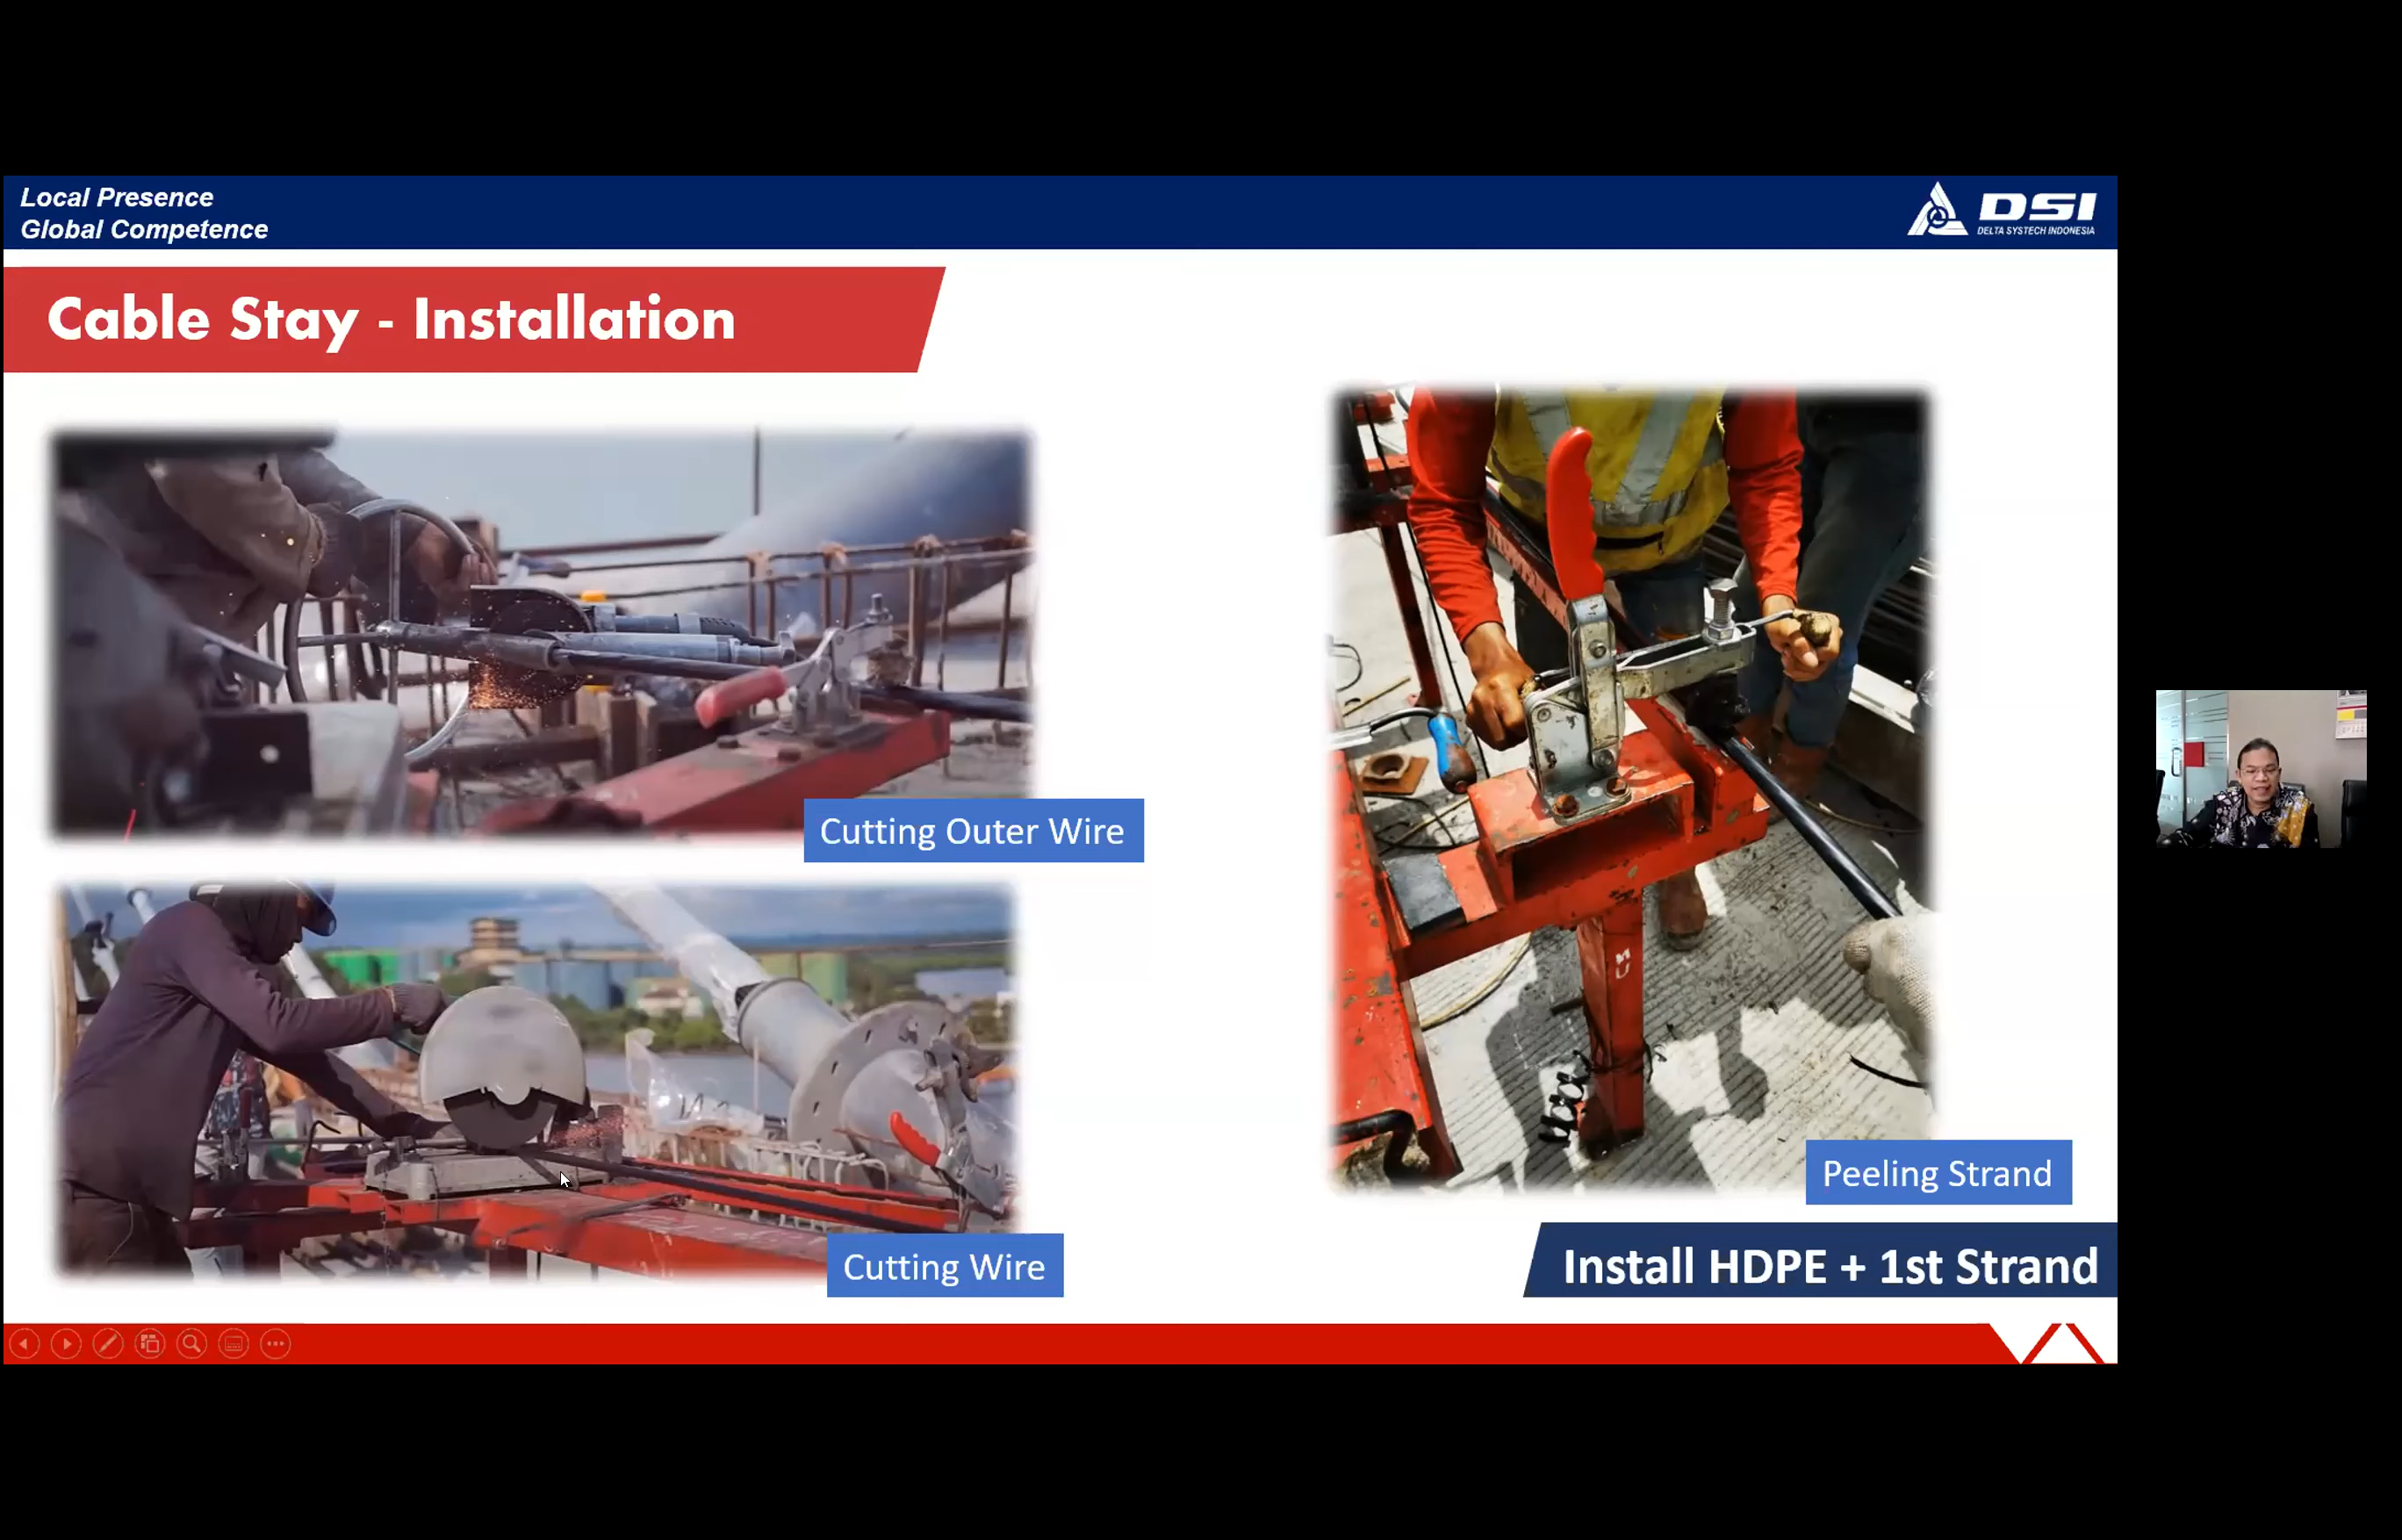 Local Presence
Global Competence
DSI
DELTA SYSTECH INDONESIA
Cable Stay - Installation
Cutting Outer Wire
Cutting Wire
Peeling Strand
Install HDPE + 1st Strand